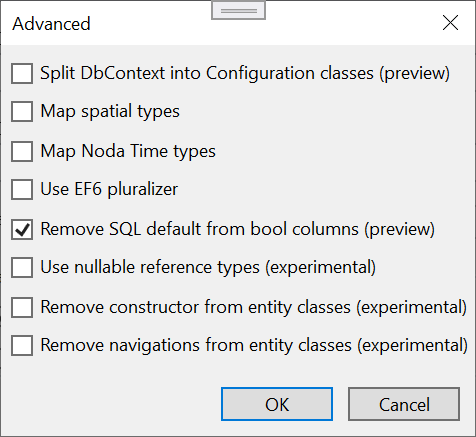 Advanced
Split DbContext into Configuration classes (preview)
Map spatial types
Map Noda Time types
Use EF6 pluralizer
Remove SQL default from bool columns (preview)
Use nullable reference types (experimental)
Remove constructor from entity classes (experimental)
Remove navigations from entity classes (experimental)
OK Cancel